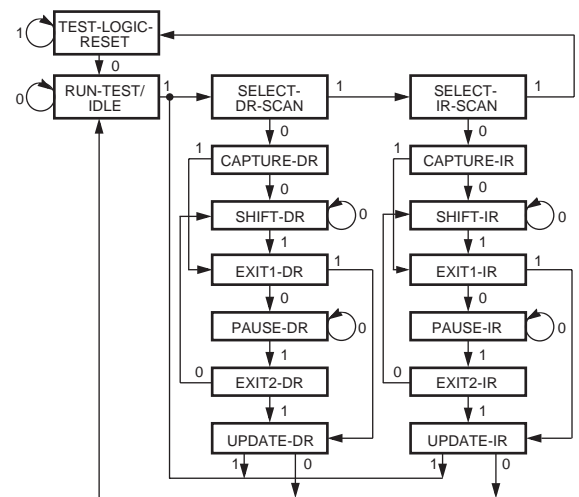 TEST-LOGIC-
RESET
1
0
RUN-TEST/
IDLE
0
1
SELECT-
DR-SCAN
1
SELECT-
IR-SCAN
1
0
0
1
CAPTURE-DR
1
CAPTURE-IR
0
0
SHIFT-DR
0
SHIFT-IR
0
1
1
EXIT1-DR
1
EXIT1-IR
1
0
0
PAUSE-DR
0
PAUSE-IR
0
1
1
0
EXIT2-DR
0
EXIT2-IR
1
1
UPDATE-DR
UPDATE-IR
1
0
1
0